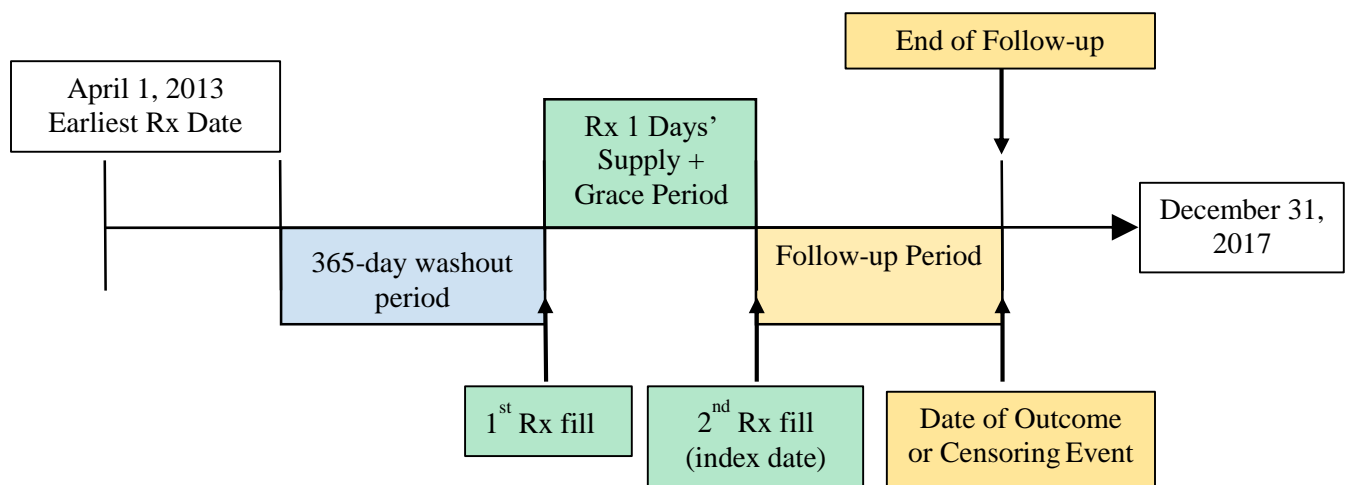 End of Follow-up
April 1, 2013
Earliest Rx Date
Rx 1 Days’
Supply +
Grace Period
December 31,
2017
365-day washout
period
Follow-up Period
1st Rx fill
2nd Rx fill
(index date)
Date of Outcome
or Censoring Event